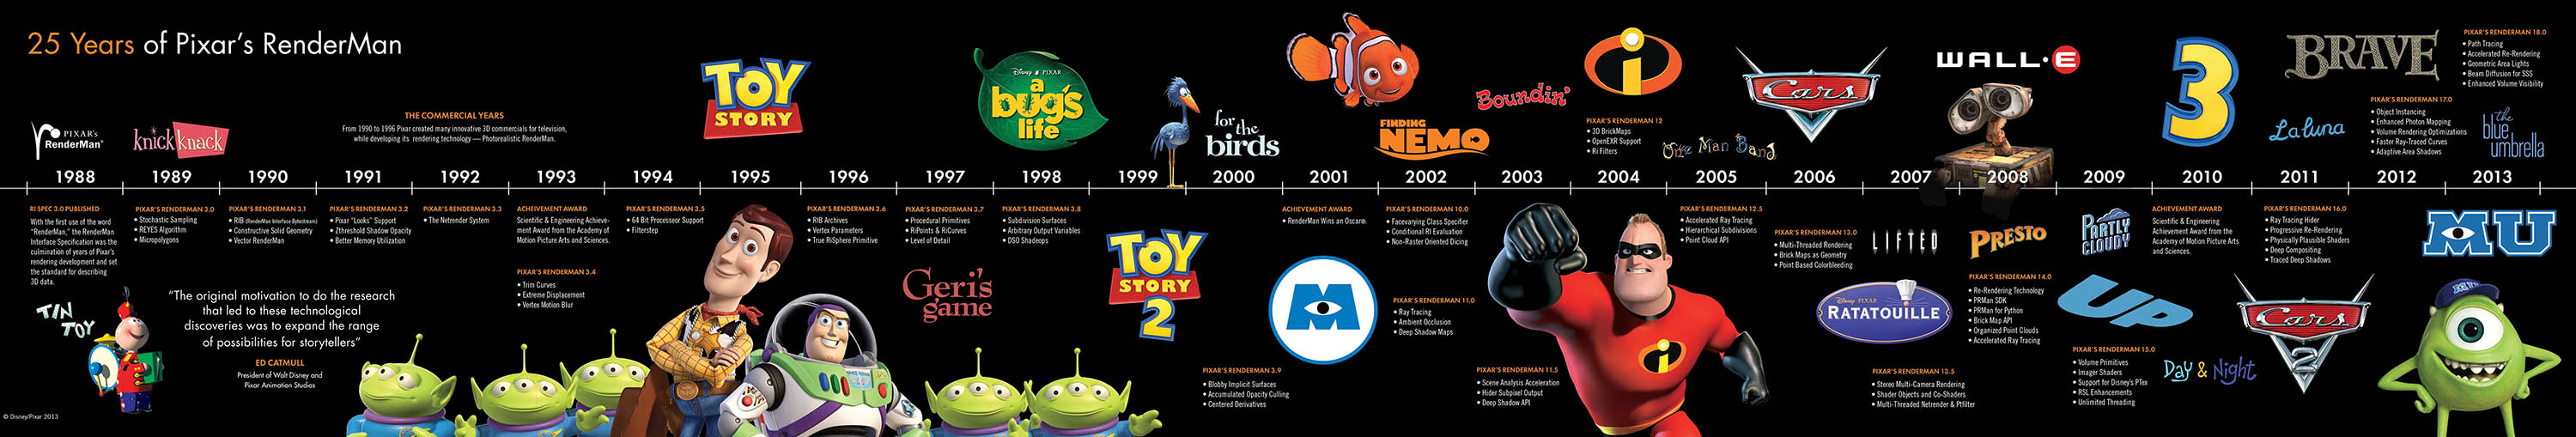 25 Years of Pixar's RenderMan
PIXAR's
RenderMan®
knick knack
THE COMMERCIAL YEARS
From 1990 to 1996 Pixar created many innovative 3D commercials for television,
while developing its rendering technology — Photorealistic RenderMan.
TOY
STORY
Disney PIXAR
a
bug's
life
for the
birds
FINDING
NEMO
Boundin'
i
PIXAR'S RENDERMAN 12
• 3D BrickMaps
• OpenEXR Support
• Ri Filters
One Man Band
Cars
WALL•E
3
BRAVE
La luna
PIXAR'S RENDERMAN 17.0
• Object Instancing
• Enhanced Photon Mapping
• Volume Rendering Optimizations
• Faster Ray-Traced Curves
• Adaptive Area Shadows
PIXAR'S RENDERMAN 18.0
• Path Tracing
• Accelerated Re-Rendering
• Geometric Area Lights
• Beam Diffusion for SSS
• Enhanced Volume Visibility
the
blue
umbrella
1988 1989 1990 1991 1992 1993 1994 1995 1996 1997 1998 1999 2000 2001 2002 2003 2004 2005 2006 2007 2008 2009 2010 2011 2012 2013
RI SPEC 3.0 PUBLISHED
With the first use of the word
"RenderMan," the RenderMan
Interface Specification was the
culmination of years of Pixar's
rendering development and set
the standard for describing
3D data.
TIN
TOY
PIXAR'S RENDERMAN 3.0
• Stochastic Sampling
• REYES Algorithm
• Micropolygons
PIXAR'S RENDERMAN 3.1
• RIB (RenderMan Interface Bytestream)
• Constructive Solid Geometry
• Vector RenderMan
PIXAR'S RENDERMAN 3.2
• Pixar "Looks" Support
• Zthreshold Shadow Opacity
• Better Memory Utilization
"The original motivation to do the research
that led to these technological
discoveries was to expand the range
of possibilities for storytellers"
ED CATMULL
President of Walt Disney and
Pixar Animation Studios
© Disney/Pixar 2013
PIXAR'S RENDERMAN 3.3
• The Netrender System
ACHIEVEMENT AWARD
Scientific & Engineering Achieve-
ment Award from the Academy of
Motion Picture Arts and Sciences.
PIXAR'S RENDERMAN 3.4
• Trim Curves
• Extreme Displacement
• Vertex Motion Blur
PIXAR'S RENDERMAN 3.5
• 64 Bit Processor Support
• Filterstep
PIXAR'S RENDERMAN 3.6
• RIB Archives
• Vertex Parameters
• True RiSphere Primitive
PIXAR'S RENDERMAN 3.7
• Procedural Primitives
• RiPoints & RiCurves
• Level of Detail
Geri's
game
PIXAR'S RENDERMAN 3.8
• Subdivision Surfaces
• Arbitrary Output Variables
• DSO Shadeops
TOY
STORY
2
PIXAR'S RENDERMAN 3.9
• Blobby Implicit Surfaces
• Accumulated Opacity Culling
• Centered Derivatives
ACHIEVEMENT AWARD
• RenderMan Wins an Oscar®
M
PIXAR'S RENDERMAN 10.0
• Facevarying Class Specifier
• Conditional RI Evaluation
• Non-Raster Oriented Dicing
PIXAR'S RENDERMAN 11.0
• Ray Tracing
• Ambient Occlusion
• Deep Shadow Maps
PIXAR'S RENDERMAN 11.5
• Scene Analysis Acceleration
• Hider Subpixel Output
• Deep Shadow API
i
PIXAR'S RENDERMAN 12.5
• Accelerated Ray Tracing
• Hierarchical Subdivisions
• Point Cloud API
PIXAR'S RENDERMAN 13.0
• Multi-Threaded Rendering
• Brick Maps as Geometry
• Point Based Colorbleeding
LIFTED
Disney PIXAR
RATATOUILLE
PIXAR'S RENDERMAN 13.5
• Stereo Multi-Camera Rendering
• Shader Objects and Co-Shaders
• Multi-Threaded Netrender & Ptfilter
PRESTO
PIXAR'S RENDERMAN 14.0
• Re-Rendering Technology
• PRMan SDK
• PRMan for Python
• Brick Map API
• Organized Point Clouds
• Accelerated Ray Tracing
PARTLY
CLOUDY
UP
PIXAR'S RENDERMAN 15.0
• Volume Primitives
• Imager Shaders
• Support for Disney's PTex
• RSL Enhancements
• Unlimited Threading
ACHIEVEMENT AWARD
Scientific & Engineering
Achievement Award from the
Academy of Motion Picture Arts
and Sciences.
Day & Night
PIXAR'S RENDERMAN 16.0
• Ray Tracing Hider
• Progressive Re-Rendering
• Physically Plausible Shaders
• Deep Compositing
• Traced Deep Shadows
Cars
2
MU
MU